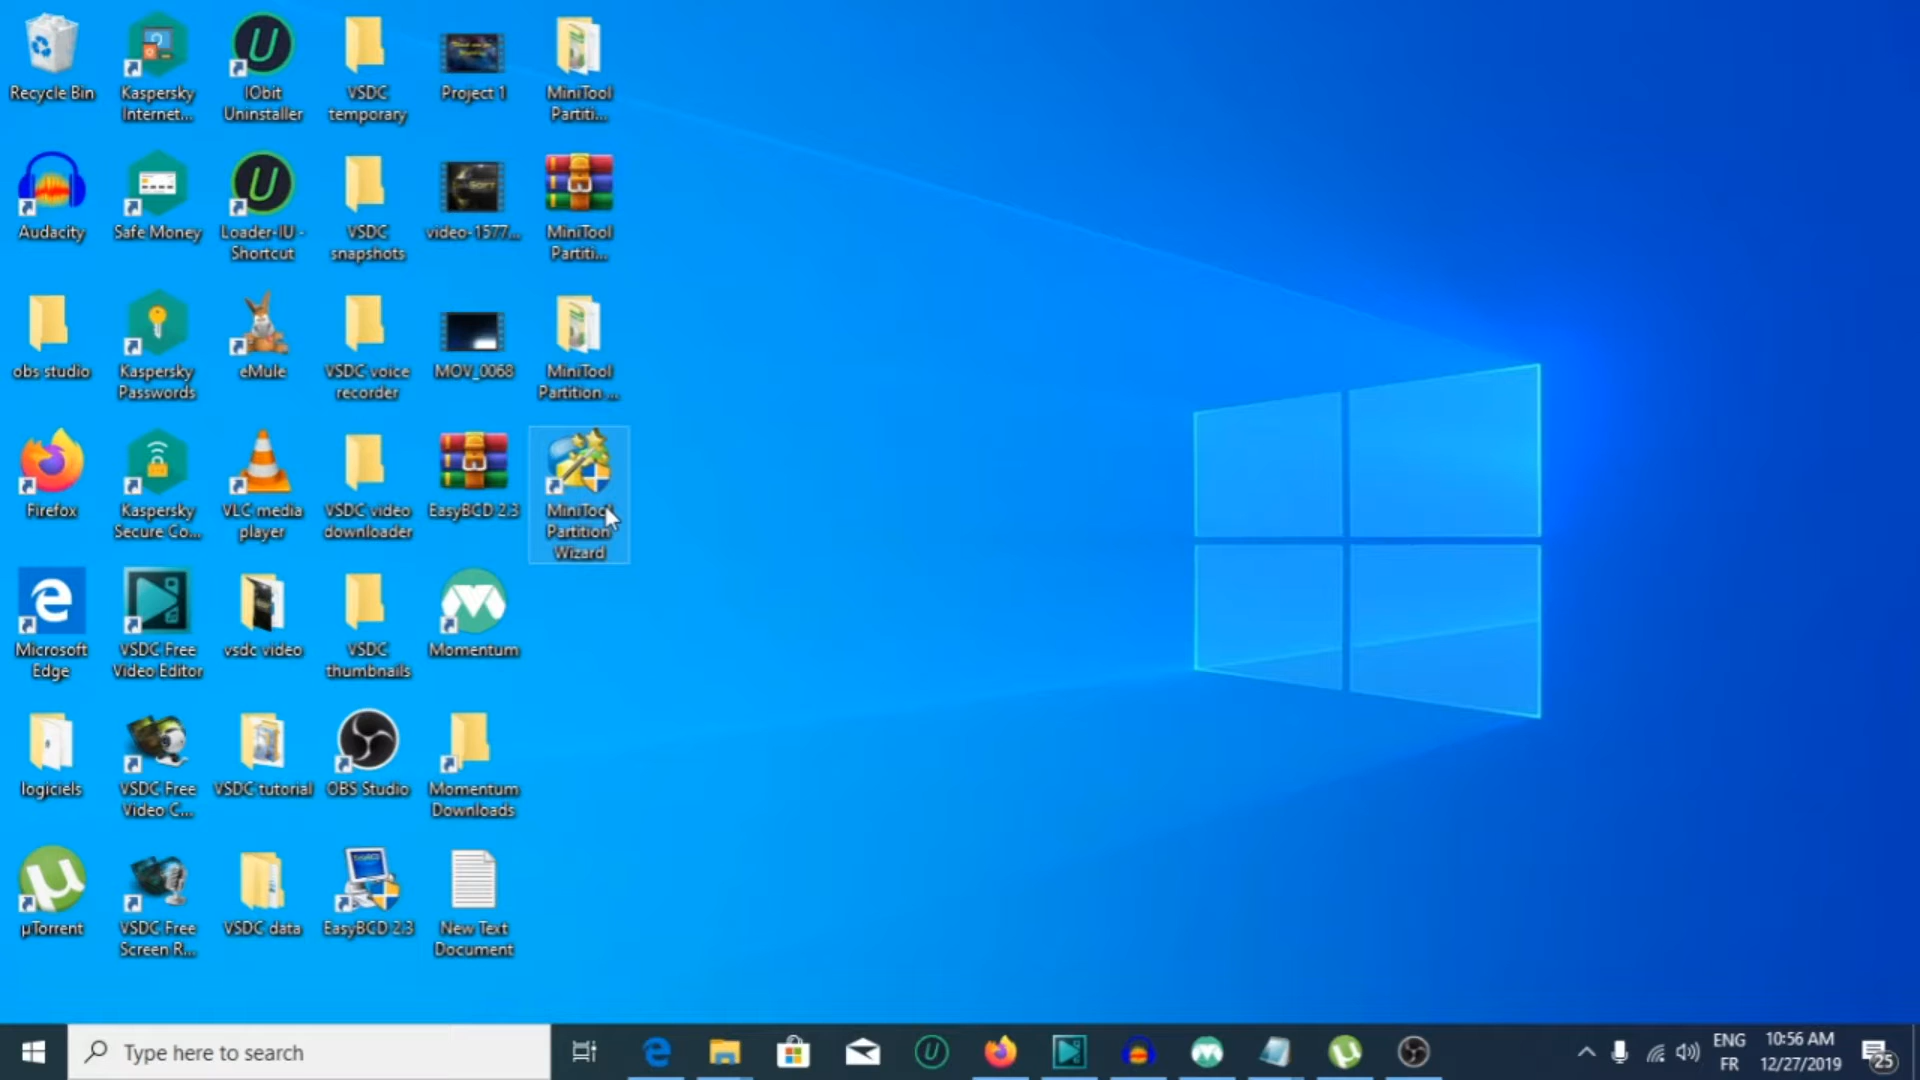 Recycle Bin
Kaspersky
Internet...
IObit
Uninstaller
VSDC
temporary
Project 1
MiniTool
Partiti...
Audacity
Safe Money
Loader-IU -
Shortcut
VSDC
snapshots
video-1577...
MiniTool
Partiti...
obs studio
Kaspersky
Passwords
eMule
VSDC voice
recorder
MOV_0068
MiniTool
Partition ...
Firefox
Kaspersky
Secure Co...
VLC media
player
VSDC video
downloader
EasyBCD 2.3
MiniTool
Partition
Wizard
Microsoft
Edge
VSDC Free
Video Editor
vsdc video
VSDC
thumbnails
Momentum
logiciels
VSDC Free
Video C...
VSDC tutorial
OBS Studio
Momentum
Downloads
µTorrent
VSDC Free
Screen R...
VSDC data
EasyBCD 2.3
New Text
Document
Type here to search
ENG
FR
10:56 AM
12/27/2019
25